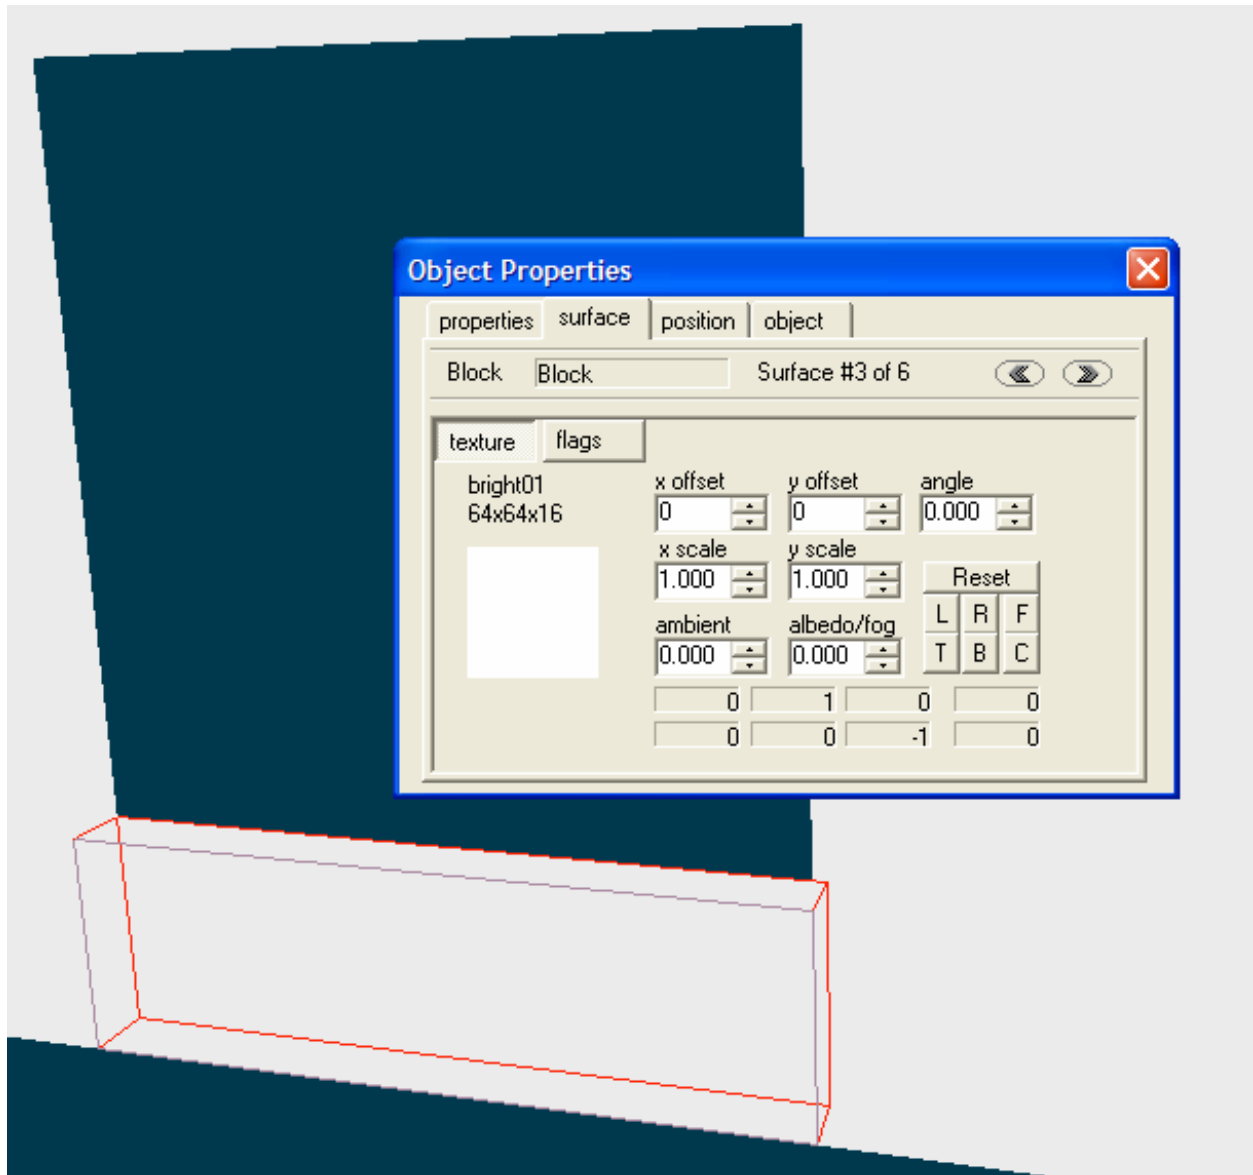 Object Properties
properties surface position object
Block Block Surface #3 of 6
texture flags
bright01 x offset y offset angle
64x64x16 0 0 0.000
x scale y scale
1.000 1.000 Reset
L R F
ambient albedo/fog
0.000 0.000 T B C
0 1 0 0
0 0 -1 0